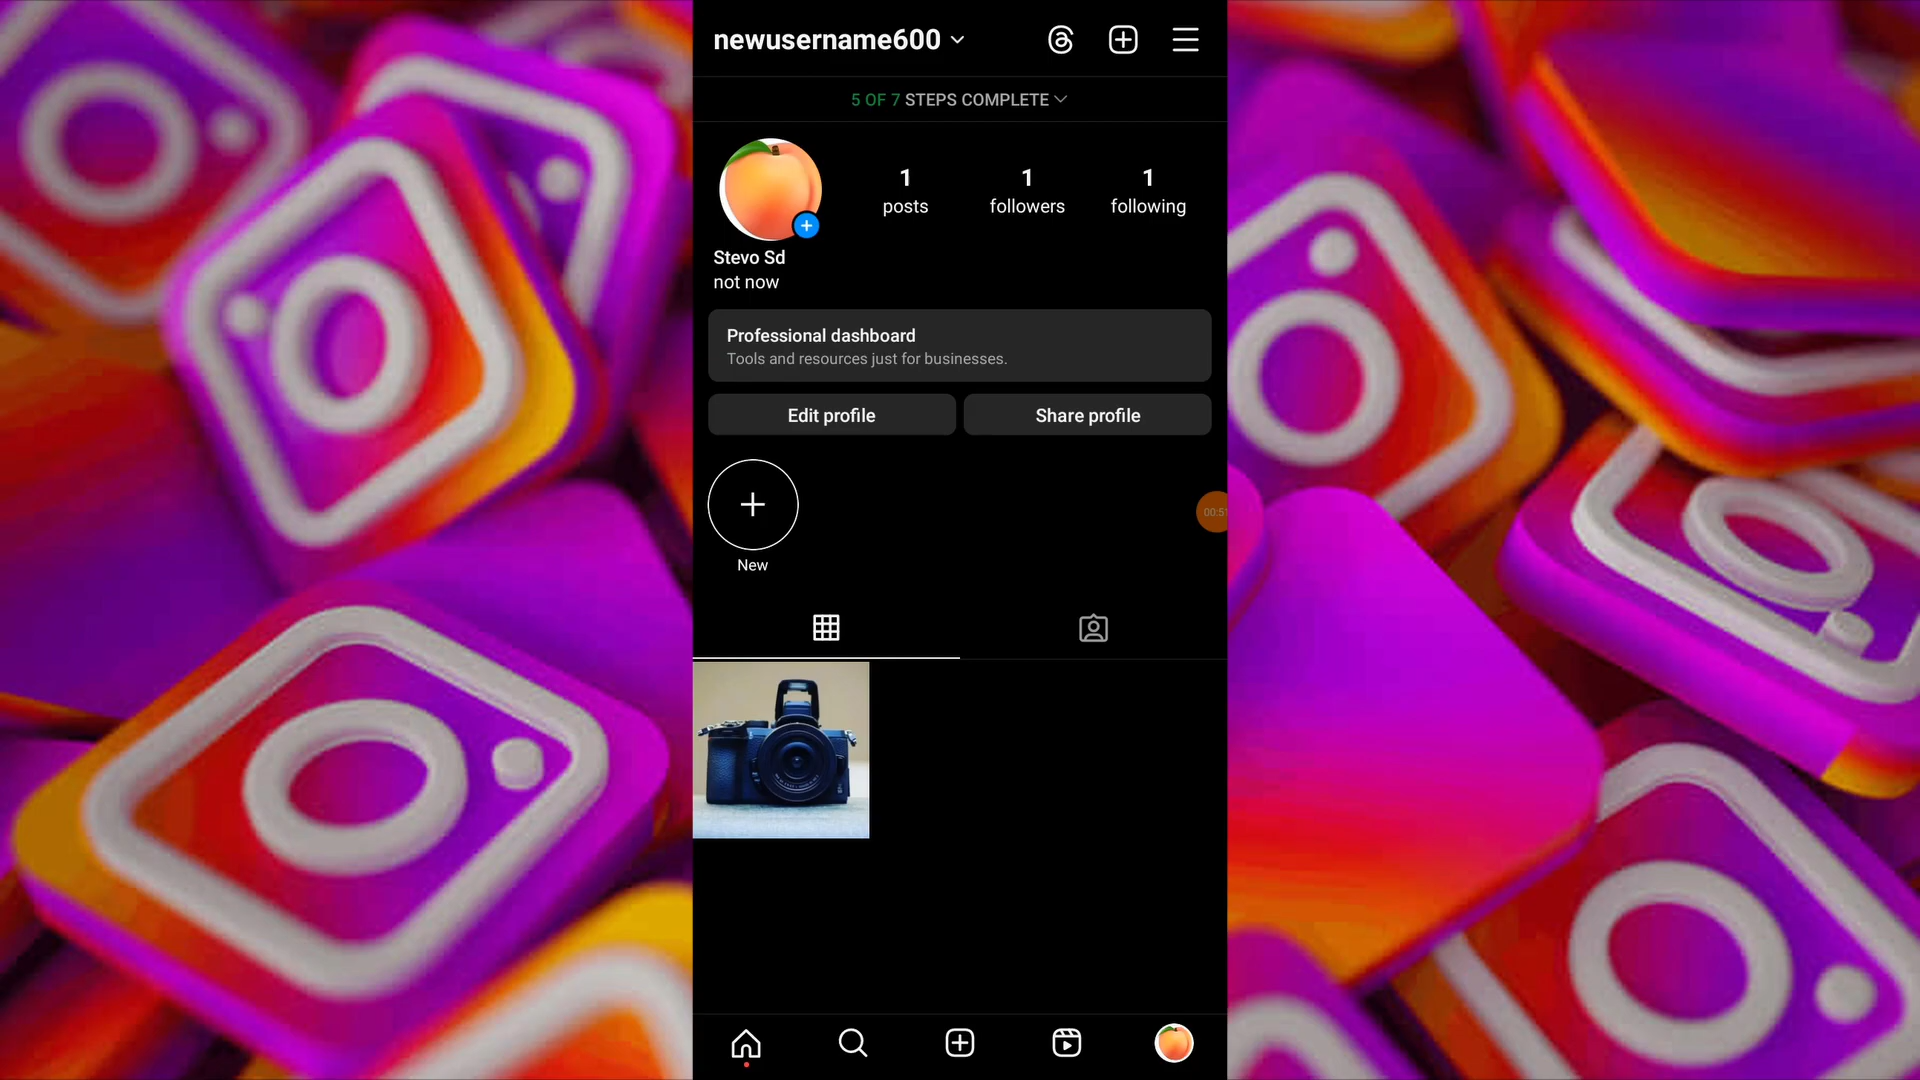 newusername600
5 OF 7 STEPS COMPLETE
1 posts
1 followers
1 following
Stevo Sd
not now
Professional dashboard
Tools and resources just for businesses.
Edit profile
Share profile
New